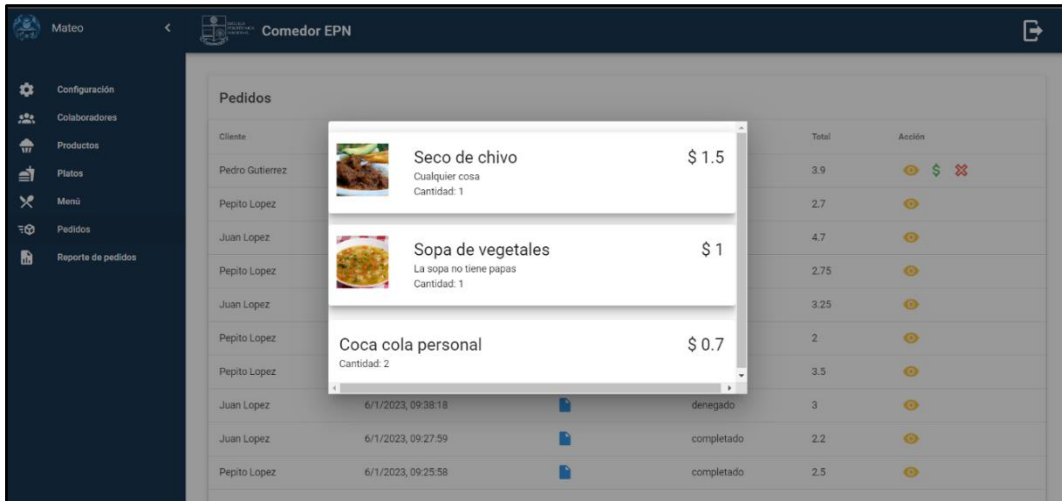 Mateo
ESCUELA
POLITÉCNICA
NACIONAL
Comedor EPN
Configuración
Colaboradores
Productos
Platos
Menú
Pedidos
Reporte de pedidos
Pedidos
Cliente Total Acción
Pedro Gutierrez 3.9
Pepito Lopez 2.7
Juan Lopez 4.7
Pepito Lopez 2.75
Juan Lopez 3.25
Pepito Lopez 2
Pepito Lopez 3.5
Juan Lopez 6/1/2023, 09:38:18 denegado 3
Juan Lopez 6/1/2023, 09:27:59 completado 2.2
Pepito Lopez 6/1/2023, 09:25:58 completado 2.5
Seco de chivo $ 1.5
Cualquier cosa
Cantidad: 1
Sopa de vegetales $ 1
La sopa no tiene papas
Cantidad: 1
Coca cola personal $ 0.7
Cantidad: 2